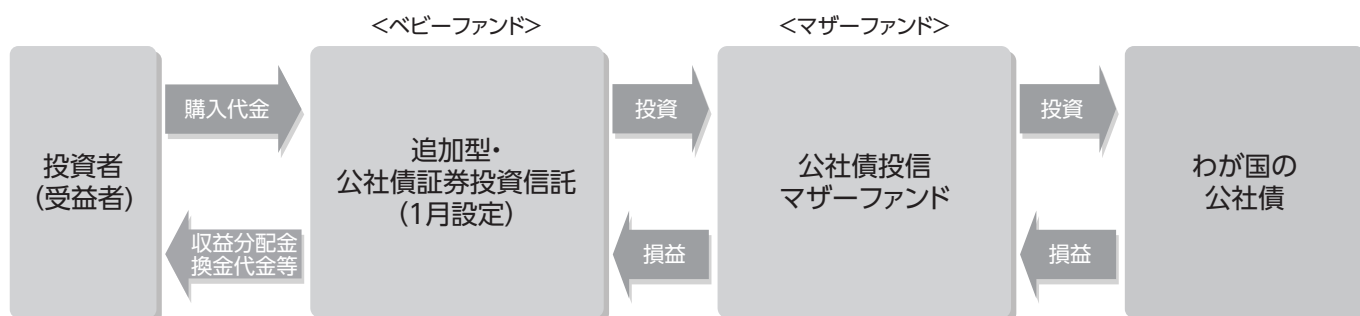 <ベビーファンド>
<マザーファンド>
投資者
(受益者)
購入代金
収益分配金
換金代金等
追加型・
公社債証券投資信託
(1月設定)
投資
損益
公社債投信
マザーファンド
投資
損益
わが国の
公社債